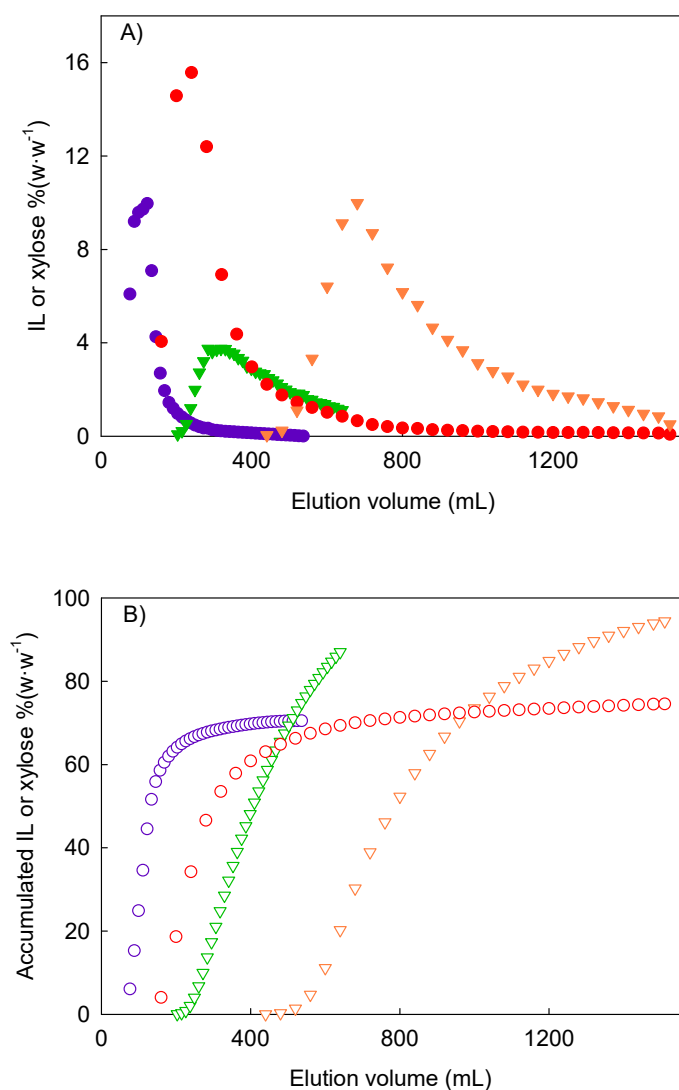 A)
IL or xylose %(w·w⁻¹)
16
12
8
4
0
0 400 800 1200
Elution volume (mL)
B)
Accumulated IL or xylose %(w·w⁻¹)
100
80
60
40
20
0
0 400 800 1200
Elution volume (mL)